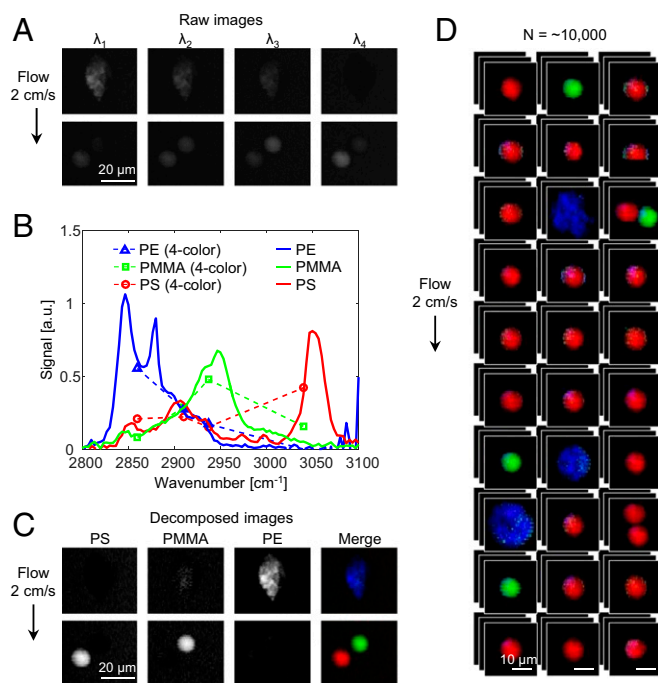 A
Raw images
λ1 λ2 λ3 λ4
Flow
2 cm/s
20 μm
B
1.5
1
0.5
0
Signal [a.u.]
PE (4-color) PE
PMMA (4-color) PMMA
PS (4-color) PS
2800 2850 2900 2950 3000 3050 3100
Wavenumber [cm-1]
C
Decomposed images
PS PMMA PE Merge
Flow
2 cm/s
20 μm
D
N = ~10,000
Flow
2 cm/s
10 μm